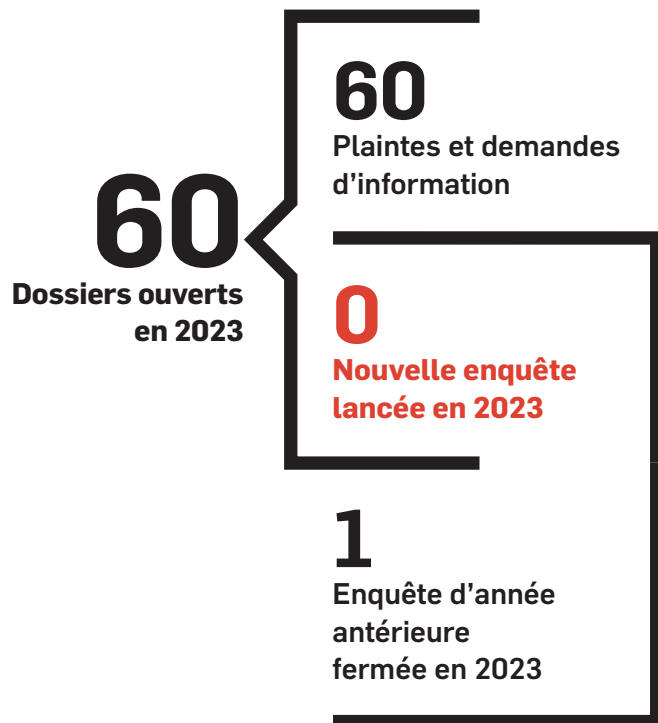 60
Dossiers ouverts
en 2023
60
Plaintes et demandes
d’information
0
Nouvelle enquête
lancée en 2023
1
Enquête d’année
antérieure
fermée en 2023